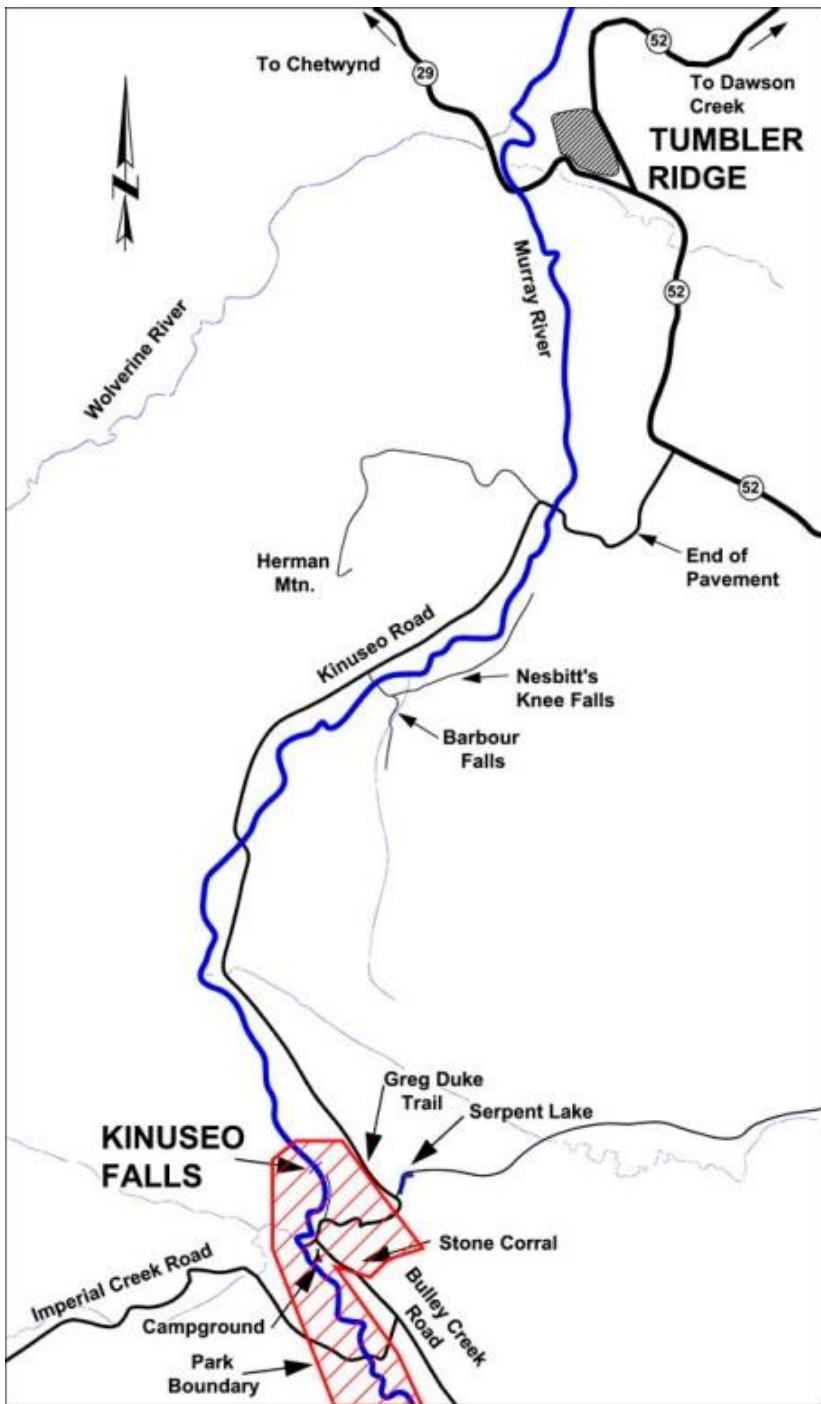 To Chetwynd
29
52
To Dawson
Creek
TUMBLER
RIDGE
N
Murray River
52
Wolverine River
52
End of
Pavement
Herman
Mtn.
Kinuseo Road
Nesbitt's
Knee Falls
Barbour
Falls
Greg Duke
Trail
Serpent Lake
KINUSEO
FALLS
Stone Corral
Imperial Creek Road
Bulley Creek
Road
Campground
Park
Boundary